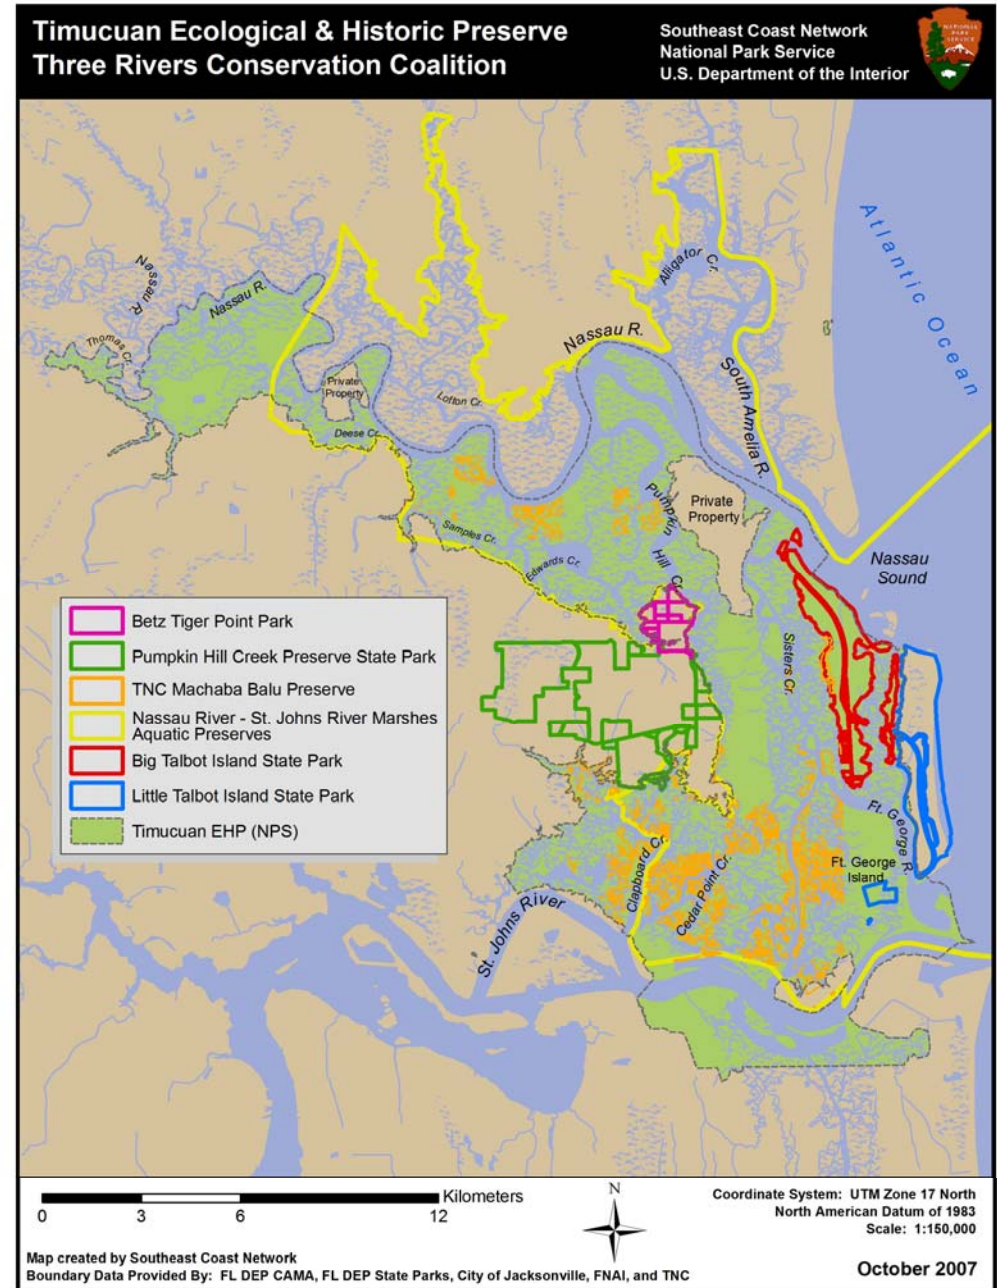 Timucuan Ecological & Historic Preserve
Three Rivers Conservation Coalition
Southeast Coast Network
National Park Service
U.S. Department of the Interior
NATIONAL
PARK
SERVICE
Atlantic Ocean
Nassau R.
Nassau R.
Thomas Cr.
Alligator Cr.
Nassau R.
Private
Property
Lofton Cr.
South Amelia R.
Deese Cr.
Pumpkin Hill Cr.
Private
Property
Samples Cr.
Edwards Cr.
Nassau
Sound
Sisters Cr.
Betz Tiger Point Park
Pumpkin Hill Creek Preserve State Park
TNC Machaba Balu Preserve
Nassau River - St. Johns River Marshes
Aquatic Preserves
Big Talbot Island State Park
Little Talbot Island State Park
Timucuan EHP (NPS)
Ft. George R.
Ft. George
Island
Clapboard Cr.
Cedar Point Cr.
St. Johns River
Kilometers
0 3 6 12
N
Coordinate System: UTM Zone 17 North
North American Datum of 1983
Scale: 1:150,000
Map created by Southeast Coast Network
Boundary Data Provided By: FL DEP CAMA, FL DEP State Parks, City of Jacksonville, FNAI, and TNC
October 2007